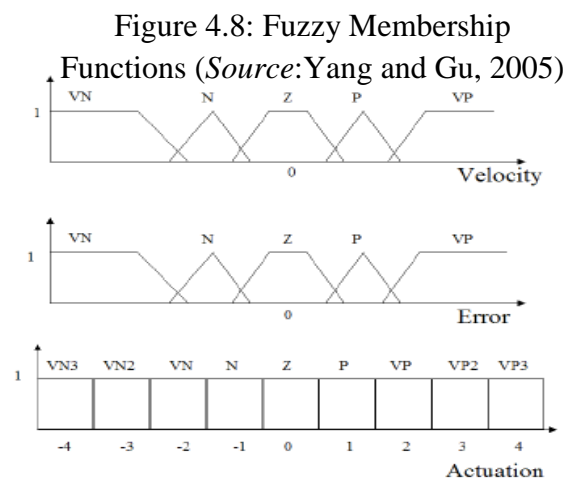 Figure 4.8: Fuzzy Membership
Functions (Source:Yang and Gu, 2005)
VN N Z P VP
1
0
Velocity
VN N Z P VP
1
0
Error
VN3 VN2 VN N Z P VP VP2 VP3
1
-4 -3 -2 -1 0 1 2 3 4
Actuation